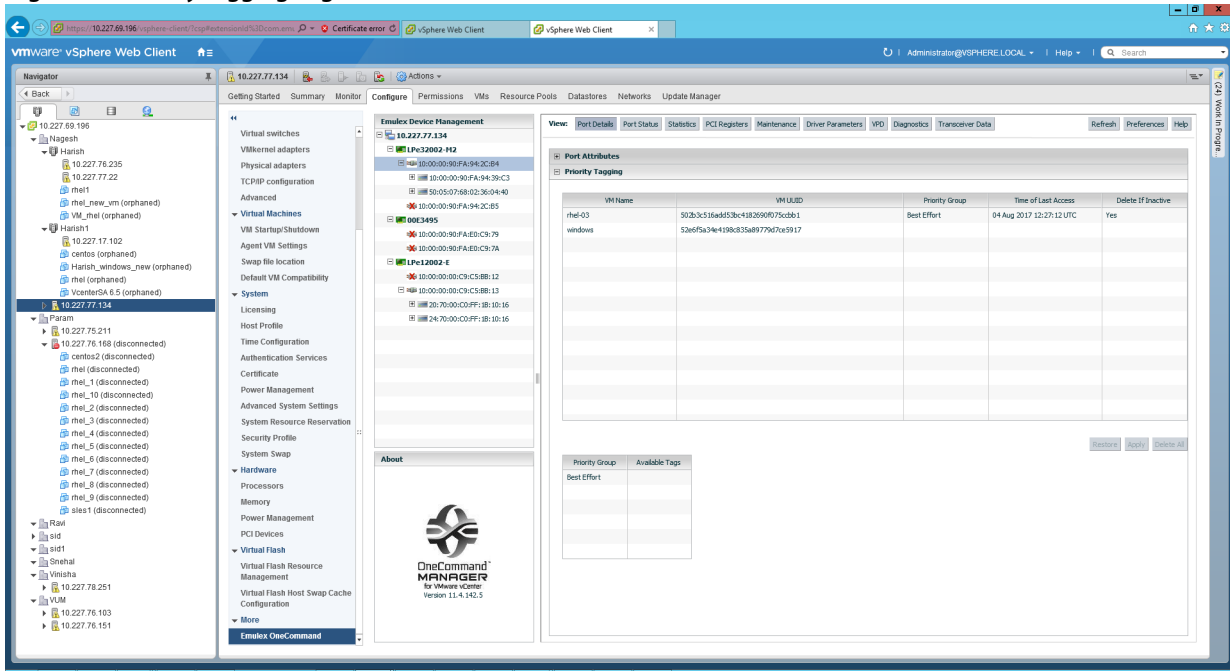 https://10.227.69.196/vsphere-client/?csp#extensionId%3Dcom.emu
Certificate error
vSphere Web Client
vSphere Web Client
vmware® vSphere Web Client
Administrator@VSPHERE.LOCAL
Help
Search
Navigator
Back
10.227.69.196
Nagesh
Harish
10.227.76.235
10.227.77.22
rhel1
rhel_new_vm (orphaned)
VM_rhel (orphaned)
Harish1
10.227.17.102
centos (orphaned)
Harish_windows_new (orphaned)
rhel (orphaned)
VcenterSA 6.5 (orphaned)
10.227.77.134
Param
10.227.75.211
10.227.76.168 (disconnected)
centos2 (disconnected)
rhel (disconnected)
rhel_1 (disconnected)
rhel_10 (disconnected)
rhel_2 (disconnected)
rhel_3 (disconnected)
rhel_4 (disconnected)
rhel_5 (disconnected)
rhel_6 (disconnected)
rhel_7 (disconnected)
rhel_8 (disconnected)
rhel_9 (disconnected)
sles1 (disconnected)
Ravi
sid
sid1
Snehal
Vinisha
10.227.78.251
VUM
10.227.76.103
10.227.76.151
10.227.77.134 Actions
Getting Started Summary Monitor Configure Permissions VMs Resource Pools Datastores Networks Update Manager
Virtual switches
VMkernel adapters
Physical adapters
TCP/IP configuration
Advanced
Virtual Machines
VM Startup/Shutdown
Agent VM Settings
Swap file location
Default VM Compatibility
System
Licensing
Host Profile
Time Configuration
Authentication Services
Certificate
Power Management
Advanced System Settings
System Resource Reservation
Security Profile
System Swap
Hardware
Processors
Memory
Power Management
PCI Devices
Virtual Flash
Virtual Flash Resource
Management
Virtual Flash Host Swap Cache
Configuration
More
Emulex OneCommand
Emulex Device Management
10.227.77.134
LPe32002-M2
10:00:00:90:FA:94:2C:B4
10:00:00:90:FA:94:39:C3
50:05:07:68:02:36:04:40
10:00:00:90:FA:94:2C:B5
00E3495
10:00:00:90:FA:E0:C9:79
10:00:00:90:FA:E0:C9:7A
LPe12002-E
10:00:00:00:C9:C5:BB:12
10:00:00:00:C9:C5:BB:13
20:70:00:C0:FF:1B:10:16
24:70:00:C0:FF:1B:10:16
About
OneCommand™
MANAGER
for VMware vCenter
Version 11.4.142.5
View: Port Details Port Status Statistics PCI Registers Maintenance Driver Parameters VPD Diagnostics Transceiver Data Refresh Preferences Help
Port Attributes
Priority Tagging
VM Name VM UUID Priority Group Time of Last Access Delete If Inactive
rhel-03 502b3c516add53bc4182690f075ccbb1 Best Effort 04 Aug 2017 12:27:12 UTC Yes
windows 52e6f5a34e4198c835a89779d7ce5917
Restore Apply Delete All
Priority Group Available Tags
Best Effort
(24) Work In Progre...